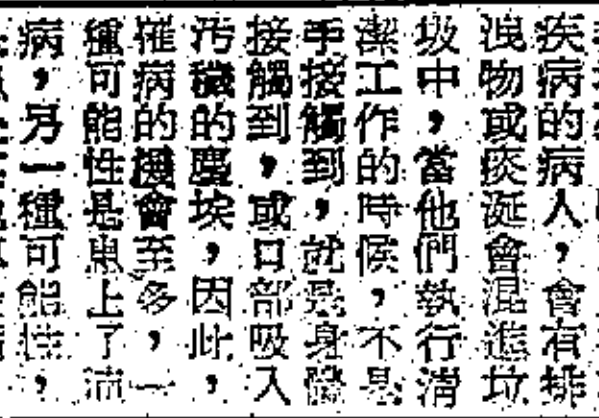 疾病的病人，會有排
洩物或痰涎會混進垃
圾中，當他們執行清
潔工作的時候，不是
手接觸到，就是身體
接觸到，或口部吸入
汚穢的塵埃，因此，
罹病的機會至多，一
種可能性是患上了
病，另一種可能性，